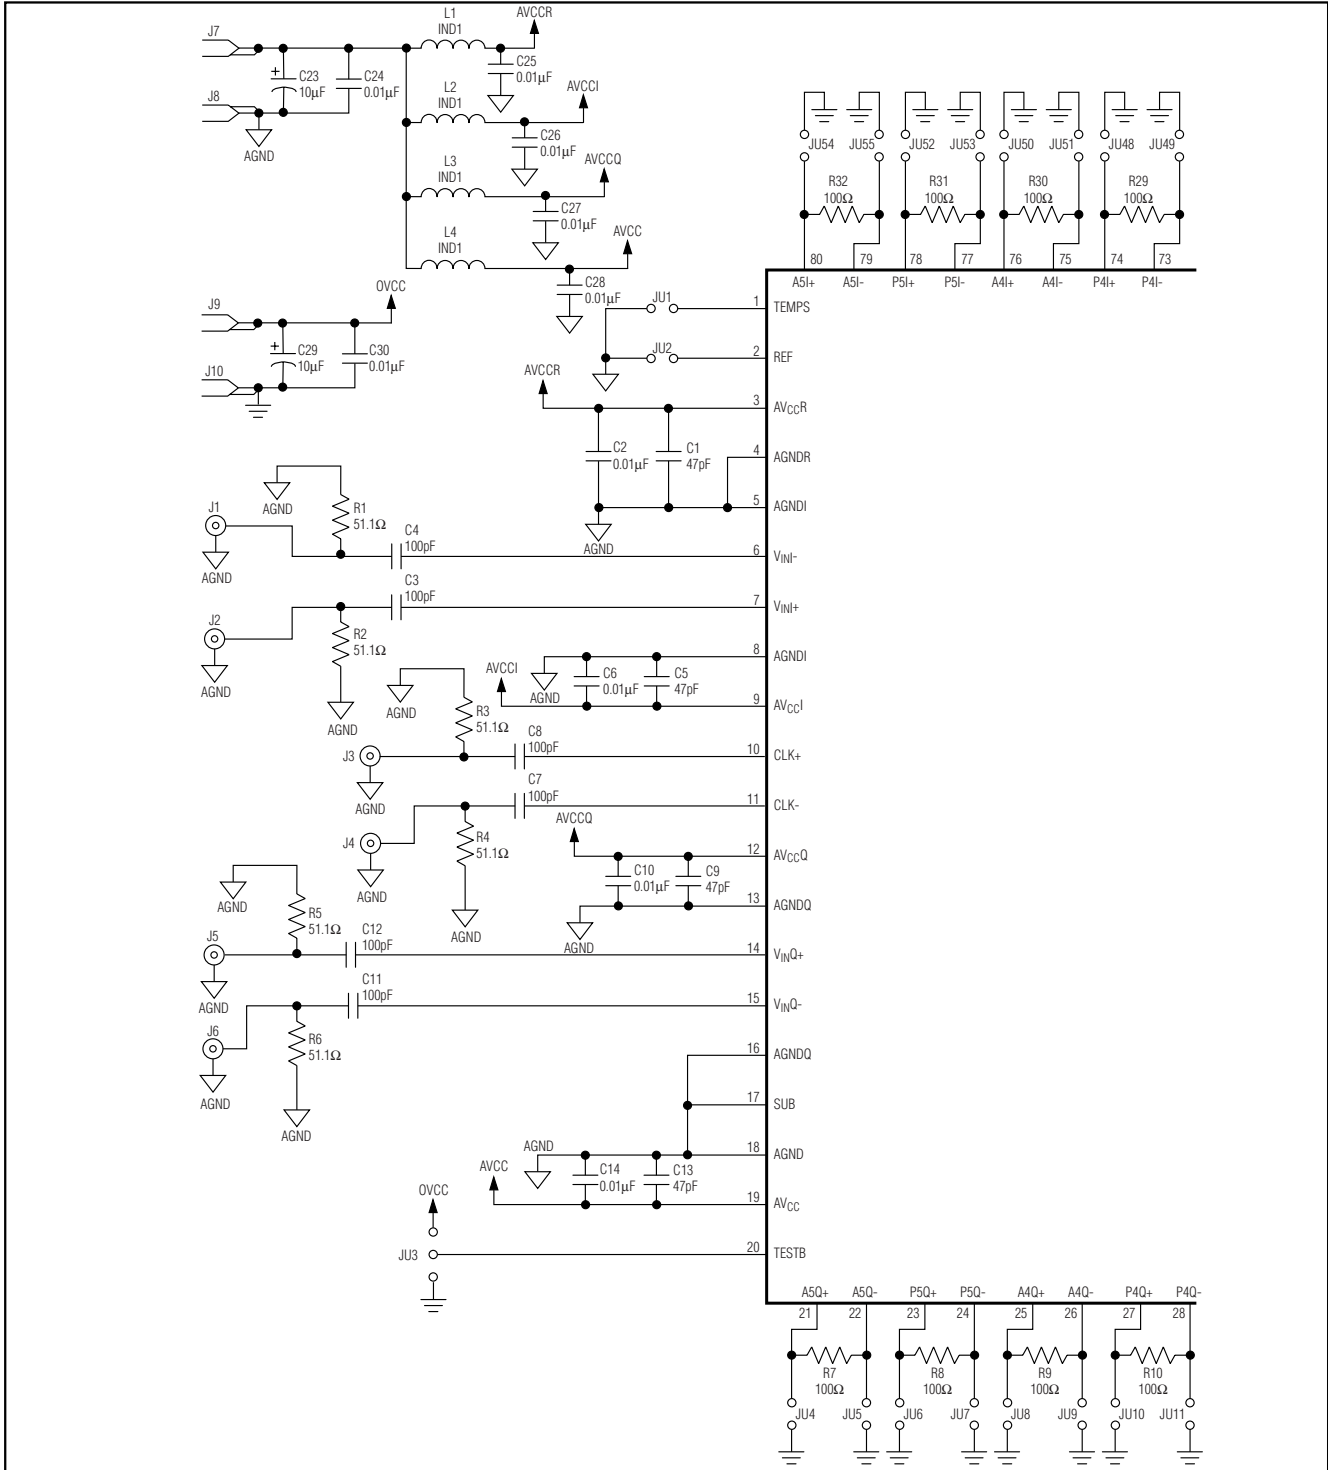 J7
J8
AGND
C23
10µF
C24
0.01µF
L1
IND1
AVCCR
C25
0.01µF
L2
IND1
AVCCI
C26
0.01µF
L3
IND1
AVCCQ
C27
0.01µF
L4
IND1
AVCC
C28
0.01µF
J9
J10
OVCC
C29
10µF
C30
0.01µF
JU54
JU55
JU52
JU53
JU50
JU51
JU48
JU49
R32
100Ω
R31
100Ω
R30
100Ω
R29
100Ω
80
79
78
77
76
75
74
73
A5I+
A5I-
P5I+
P5I-
A4I+
A4I-
P4I+
P4I-
JU1
1
TEMPS
JU2
2
REF
AVCCR
3
AVCCR
C2
0.01µF
C1
47pF
4
AGNDR
5
AGNDI
AGND
AGND
R1
51.1Ω
J1
AGND
C4
100pF
6
VINI-
C3
100pF
7
VINI+
J2
AGND
R2
51.1Ω
AGND
8
AGNDI
AVCCI
AGND
C6
0.01µF
C5
47pF
9
AVCCI
AGND
R3
51.1Ω
J3
AGND
C8
100pF
10
CLK+
C7
100pF
11
CLK-
J4
AGND
R4
51.1Ω
AGND
AVCCQ
12
AVCCQ
C10
0.01µF
C9
47pF
13
AGNDQ
AGND
AGND
R5
51.1Ω
J5
AGND
C12
100pF
14
VINQ+
C11
100pF
15
VINQ-
J6
AGND
R6
51.1Ω
AGND
16
AGNDQ
17
SUB
AGND
18
AGND
AVCC
C14
0.01µF
C13
47pF
19
AVCC
OVCC
JU3
20
TESTB
A5Q+
A5Q-
P5Q+
P5Q-
A4Q+
A4Q-
P4Q+
P4Q-
21
22
23
24
25
26
27
28
R7
100Ω
R8
100Ω
R9
100Ω
R10
100Ω
JU4
JU5
JU6
JU7
JU8
JU9
JU10
JU11